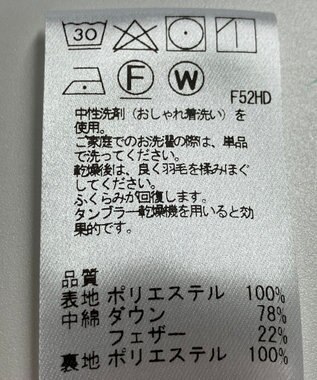 30
F W
F52HD
中性洗剤（おしゃれ着洗い）を
使用。
ご家庭でのお洗濯の際は、単品
で洗ってください。
乾燥後は、良く羽毛を揉みほぐ
してください。
ふくらみが回復します。
タンブラー乾燥機を用いると効
果的です。
品質
表地 ポリエステル 100%
中綿 ダウン 78%
フェザー 22%
裏地 ポリエステル 100%